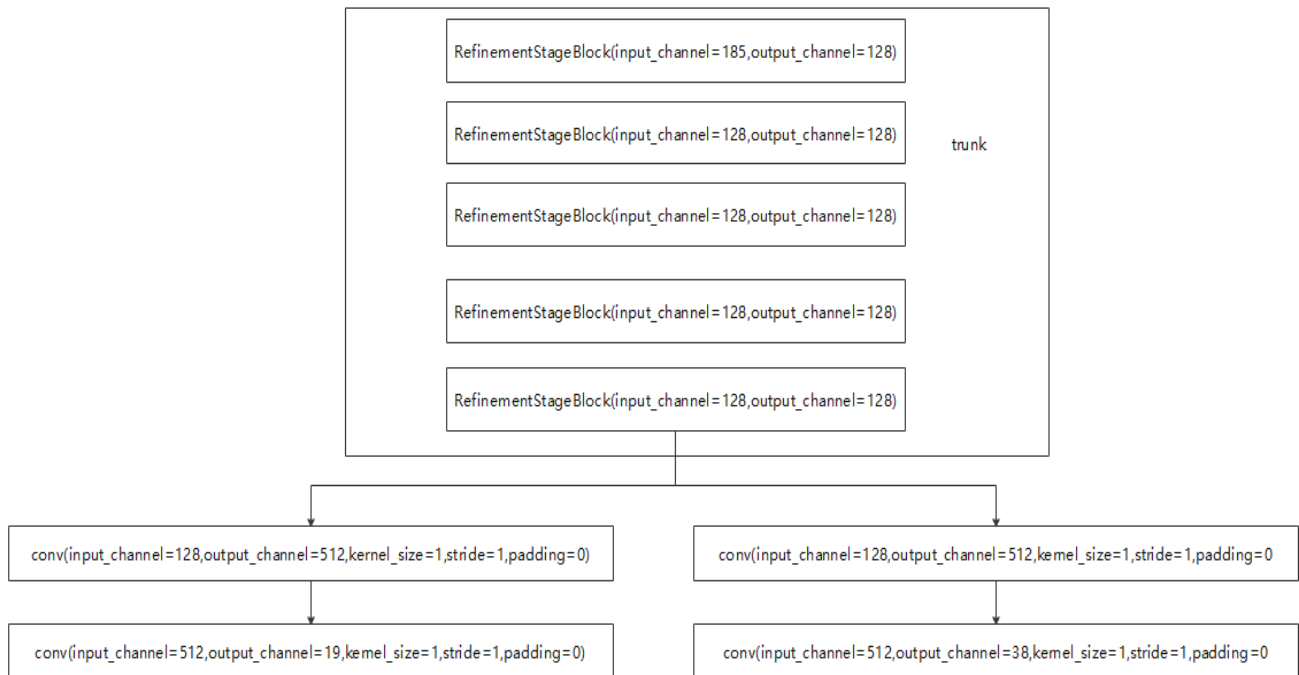 RefinementStageBlock(input_channel=185,output_channel=128)
RefinementStageBlock(input_channel=128,output_channel=128)
trunk
RefinementStageBlock(input_channel=128,output_channel=128)
RefinementStageBlock(input_channel=128,output_channel=128)
RefinementStageBlock(input_channel=128,output_channel=128)
conv(input_channel=128,output_channel=512,kernel_size=1,stride=1,padding=0)
conv(input_channel=128,output_channel=512,kernel_size=1,stride=1,padding=0
conv(input_channel=512,output_channel=19,kernel_size=1,stride=1,padding=0)
conv(input_channel=512,output_channel=38,kernel_size=1,stride=1,padding=0